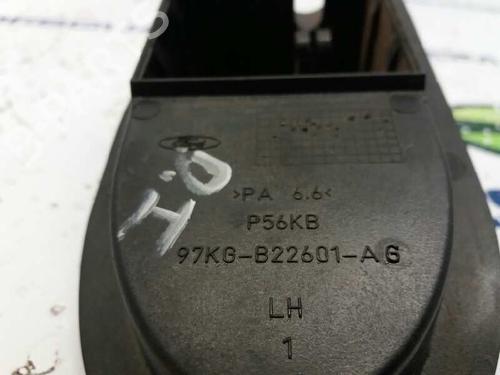 H.D
>PA 6.6<
P56KB
97KG-B22601-AG
LH
1